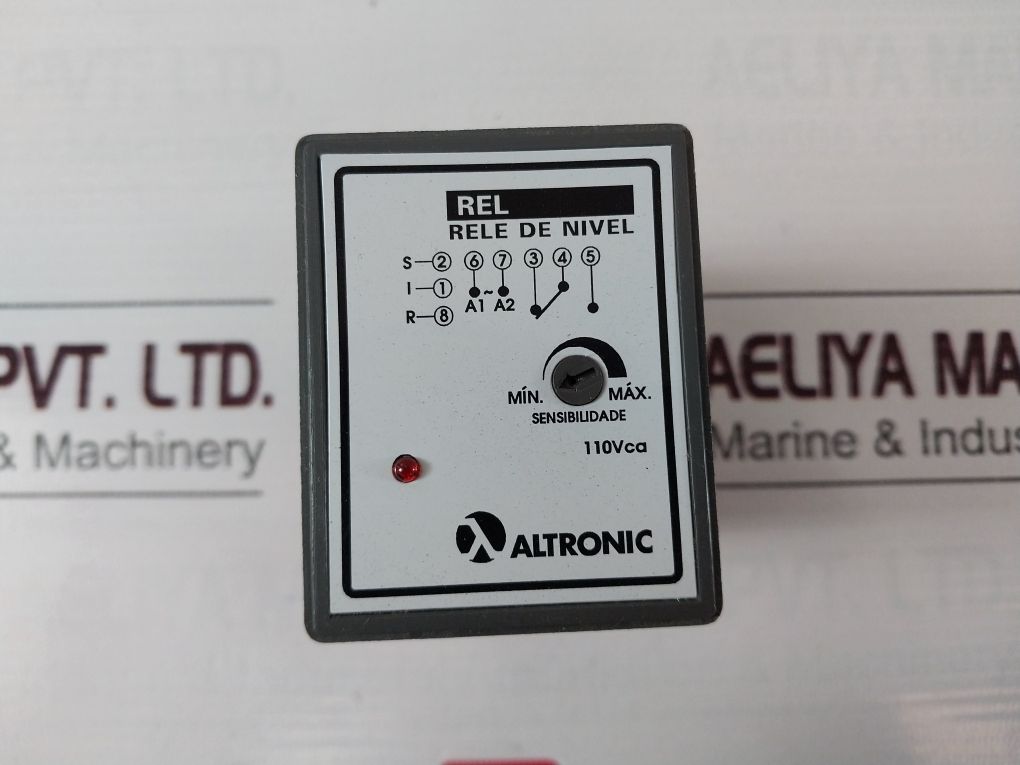 REL
RELE DE NIVEL
S 2 6 7 3 4 5
I 1 ~
A1 A2
R 8
MÍN. MÁX.
SENSIBILIDADE
110Vca
ALTRONIC
PVT. LTD.
& Machinery
AELIYA MA
Marine & Indus